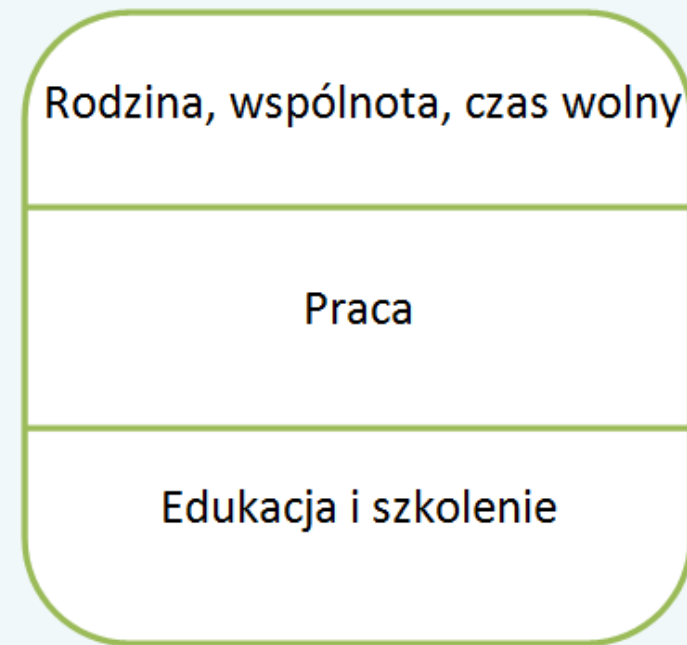 Rodzina, wspólnota, czas wolny
Praca
Edukacja i szkolenie